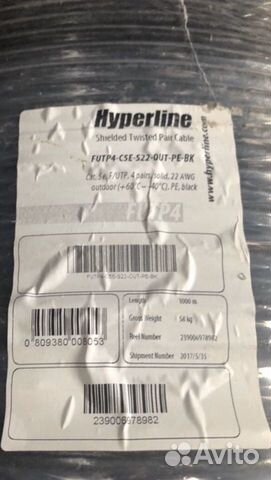 Hyperline
Shielded Twisted Pair Cable
www.hyperline.com
FUTP4-C5E-S22-OUT-PE-BK
Cat. 5e, F/UTP, 4 pairs, solid, 22 AWG
outdoor (+60°C~ -40°C), PE, black
FUTP4
FUTP4-C5E-S22-OUT-PE-BK
0 809380 008053
Length 1000 m
Gross Weight 58 kg
Reel Number 239006978982
Shipment Number 2017/5/35
239006978982
Avito